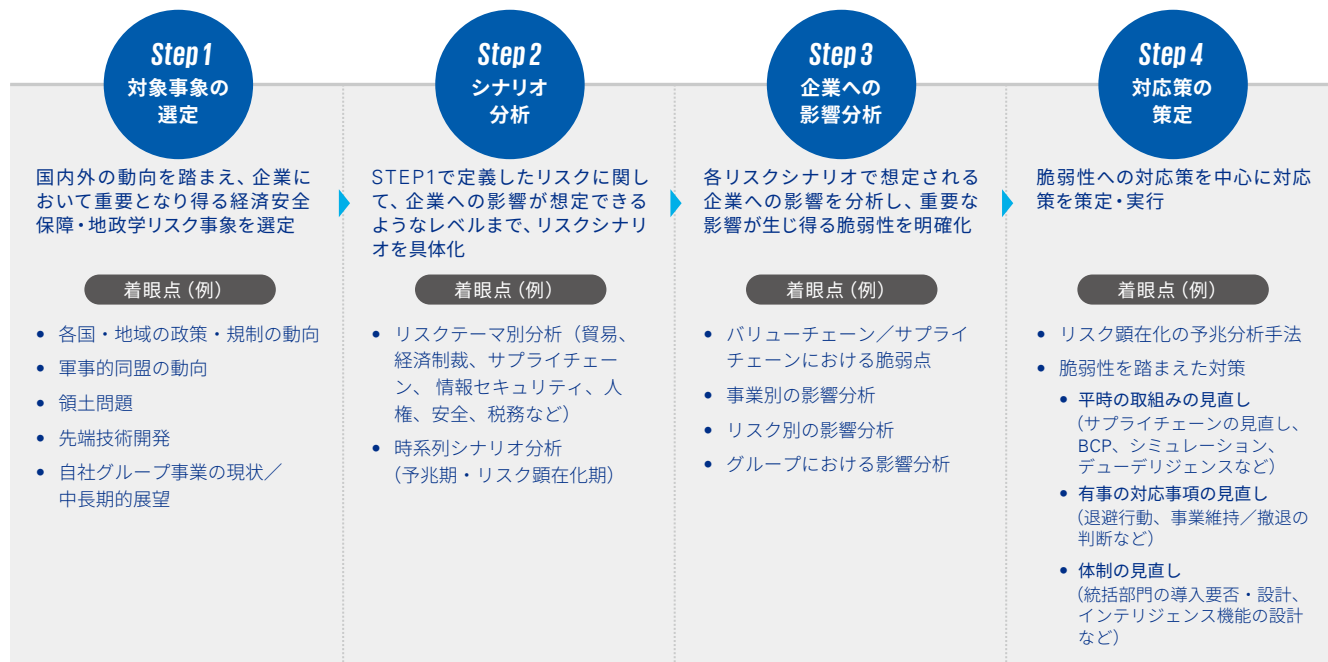 Step 1
対象事象の
選定
国内外の動向を踏まえ、企業に
おいて重要となり得る経済安全
保障・地政学リスク事象を選定
着眼点（例）
• 各国・地域の政策・規制の動向
• 軍事的同盟の動向
• 領土問題
• 先端技術開発
• 自社グループ事業の現状／
中長期的展望
Step 2
シナリオ
分析
STEP1で定義したリスクに関し
て、企業への影響が想定できる
ようなレベルまで、リスクシナリ
オを具体化
着眼点（例）
• リスクテーマ別分析（貿易、
経済制裁、サプライチェー
ン、 情報セキュリティ、人
権、安全、税務など）
• 時系列シナリオ分析
（予兆期・リスク顕在化期）
Step 3
企業への
影響分析
各リスクシナリオで想定される
企業への影響を分析し、重要な
影響が生じ得る脆弱性を明確化
着眼点（例）
• バリューチェーン／サプライ
チェーンにおける脆弱点
• 事業別の影響分析
• リスク別の影響分析
• グループにおける影響分析
Step 4
対応策の
策定
脆弱性への対応策を中心に対応
策を策定・実行
着眼点（例）
• リスク顕在化の予兆分析手法
• 脆弱性を踏まえた対策
• 平時の取組みの見直し
（サプライチェーンの見直し、
BCP、シミュレーション、
デューデリジェンスなど）
• 有事の対応事項の見直し
（退避行動、事業維持／撤退の
判断など）
• 体制の見直し
（統括部門の導入要否・設計、
インテリジェンス機能の設計
など）